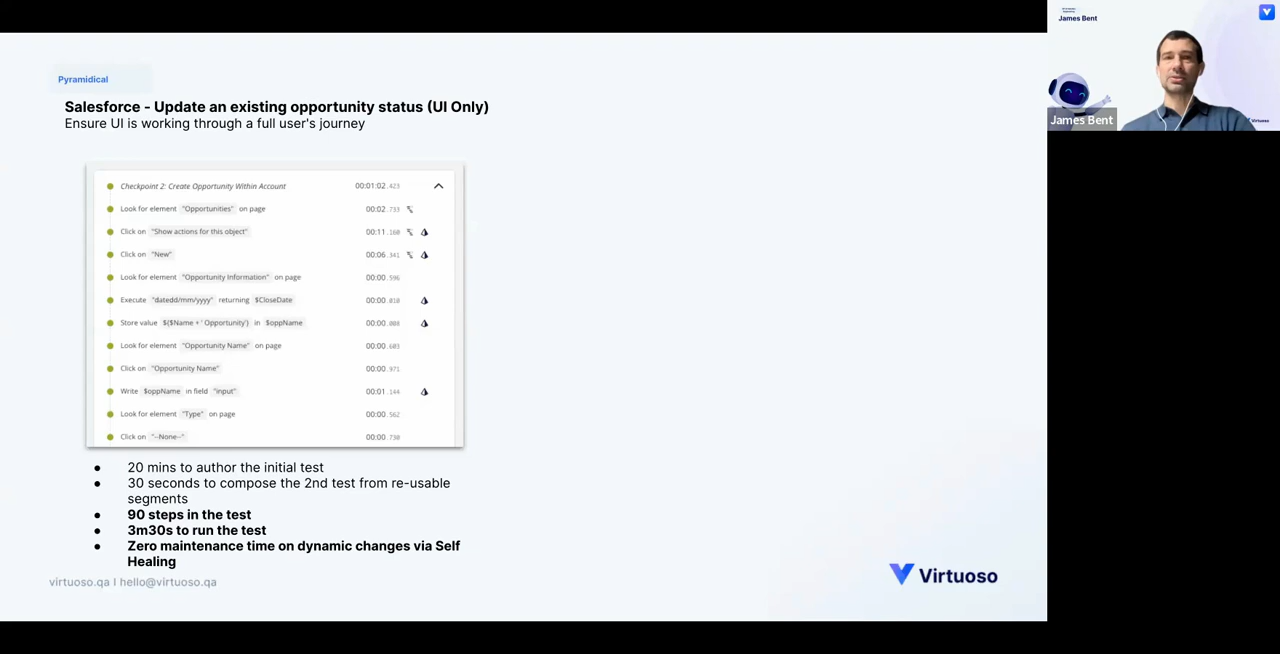 Pyramidical
Salesforce - Update an existing opportunity status (UI Only)
Ensure UI is working through a full user's journey
Checkpoint 2: Create Opportunity Within Account 00:01:02.423
Look for element "Opportunities" on page 00:02.733
Click on "Show actions for this object" 00:11.160
Click on "New" 00:06.341
Look for element "Opportunity Information" on page 00:00.596
Execute "datedd/mm/yyyy" returning $CloseDate 00:00.010
Store value ${$Name + ' Opportunity'} in $oppName 00:00.008
Look for element "Opportunity Name" on page 00:00.603
Click on "Opportunity Name" 00:00.971
Write $oppName in field "input" 00:01.144
Look for element "Type" on page 00:00.562
Click on "--None--" 00:00.730
● 20 mins to author the initial test
● 30 seconds to compose the 2nd test from re-usable
segments
● 90 steps in the test
● 3m30s to run the test
● Zero maintenance time on dynamic changes via Self
Healing
virtuoso.qa I hello@virtuoso.qa
Virtuoso
James Bent
James Bent
Virtuoso